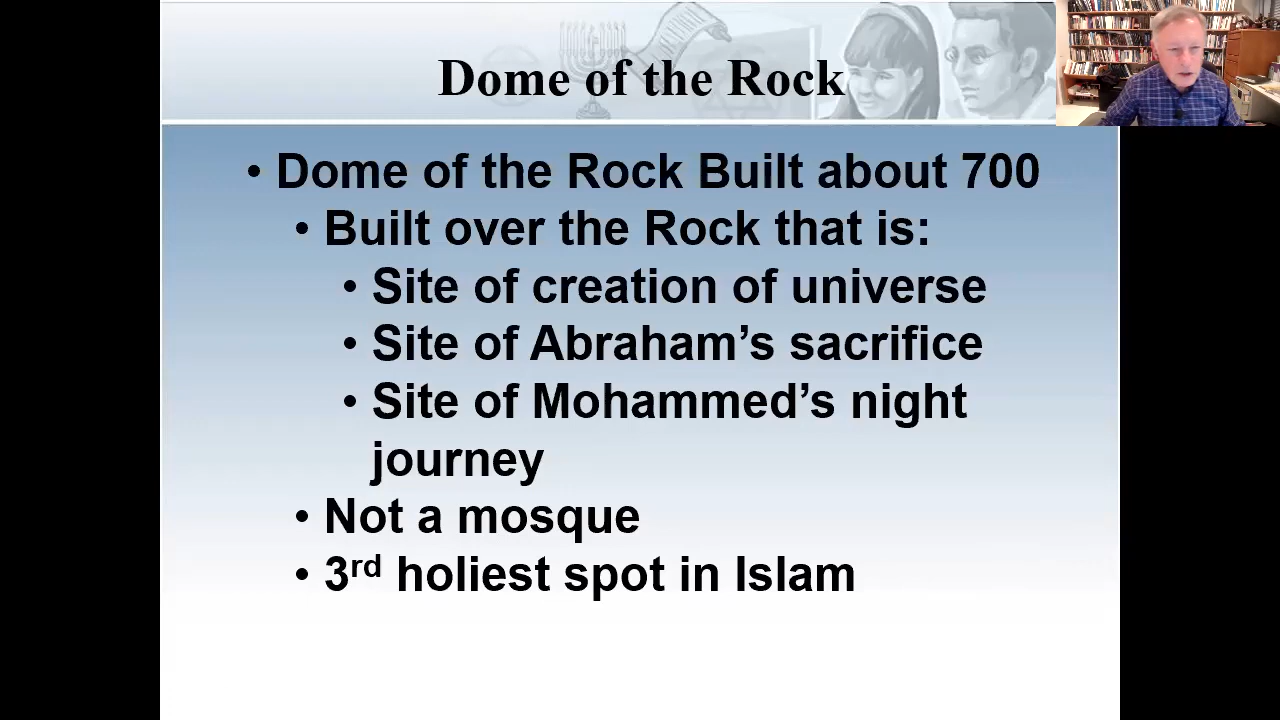 Dome of the Rock
• Dome of the Rock Built about 700
• Built over the Rock that is:
• Site of creation of universe
• Site of Abraham’s sacrifice
• Site of Mohammed’s night
journey
• Not a mosque
• 3rd holiest spot in Islam